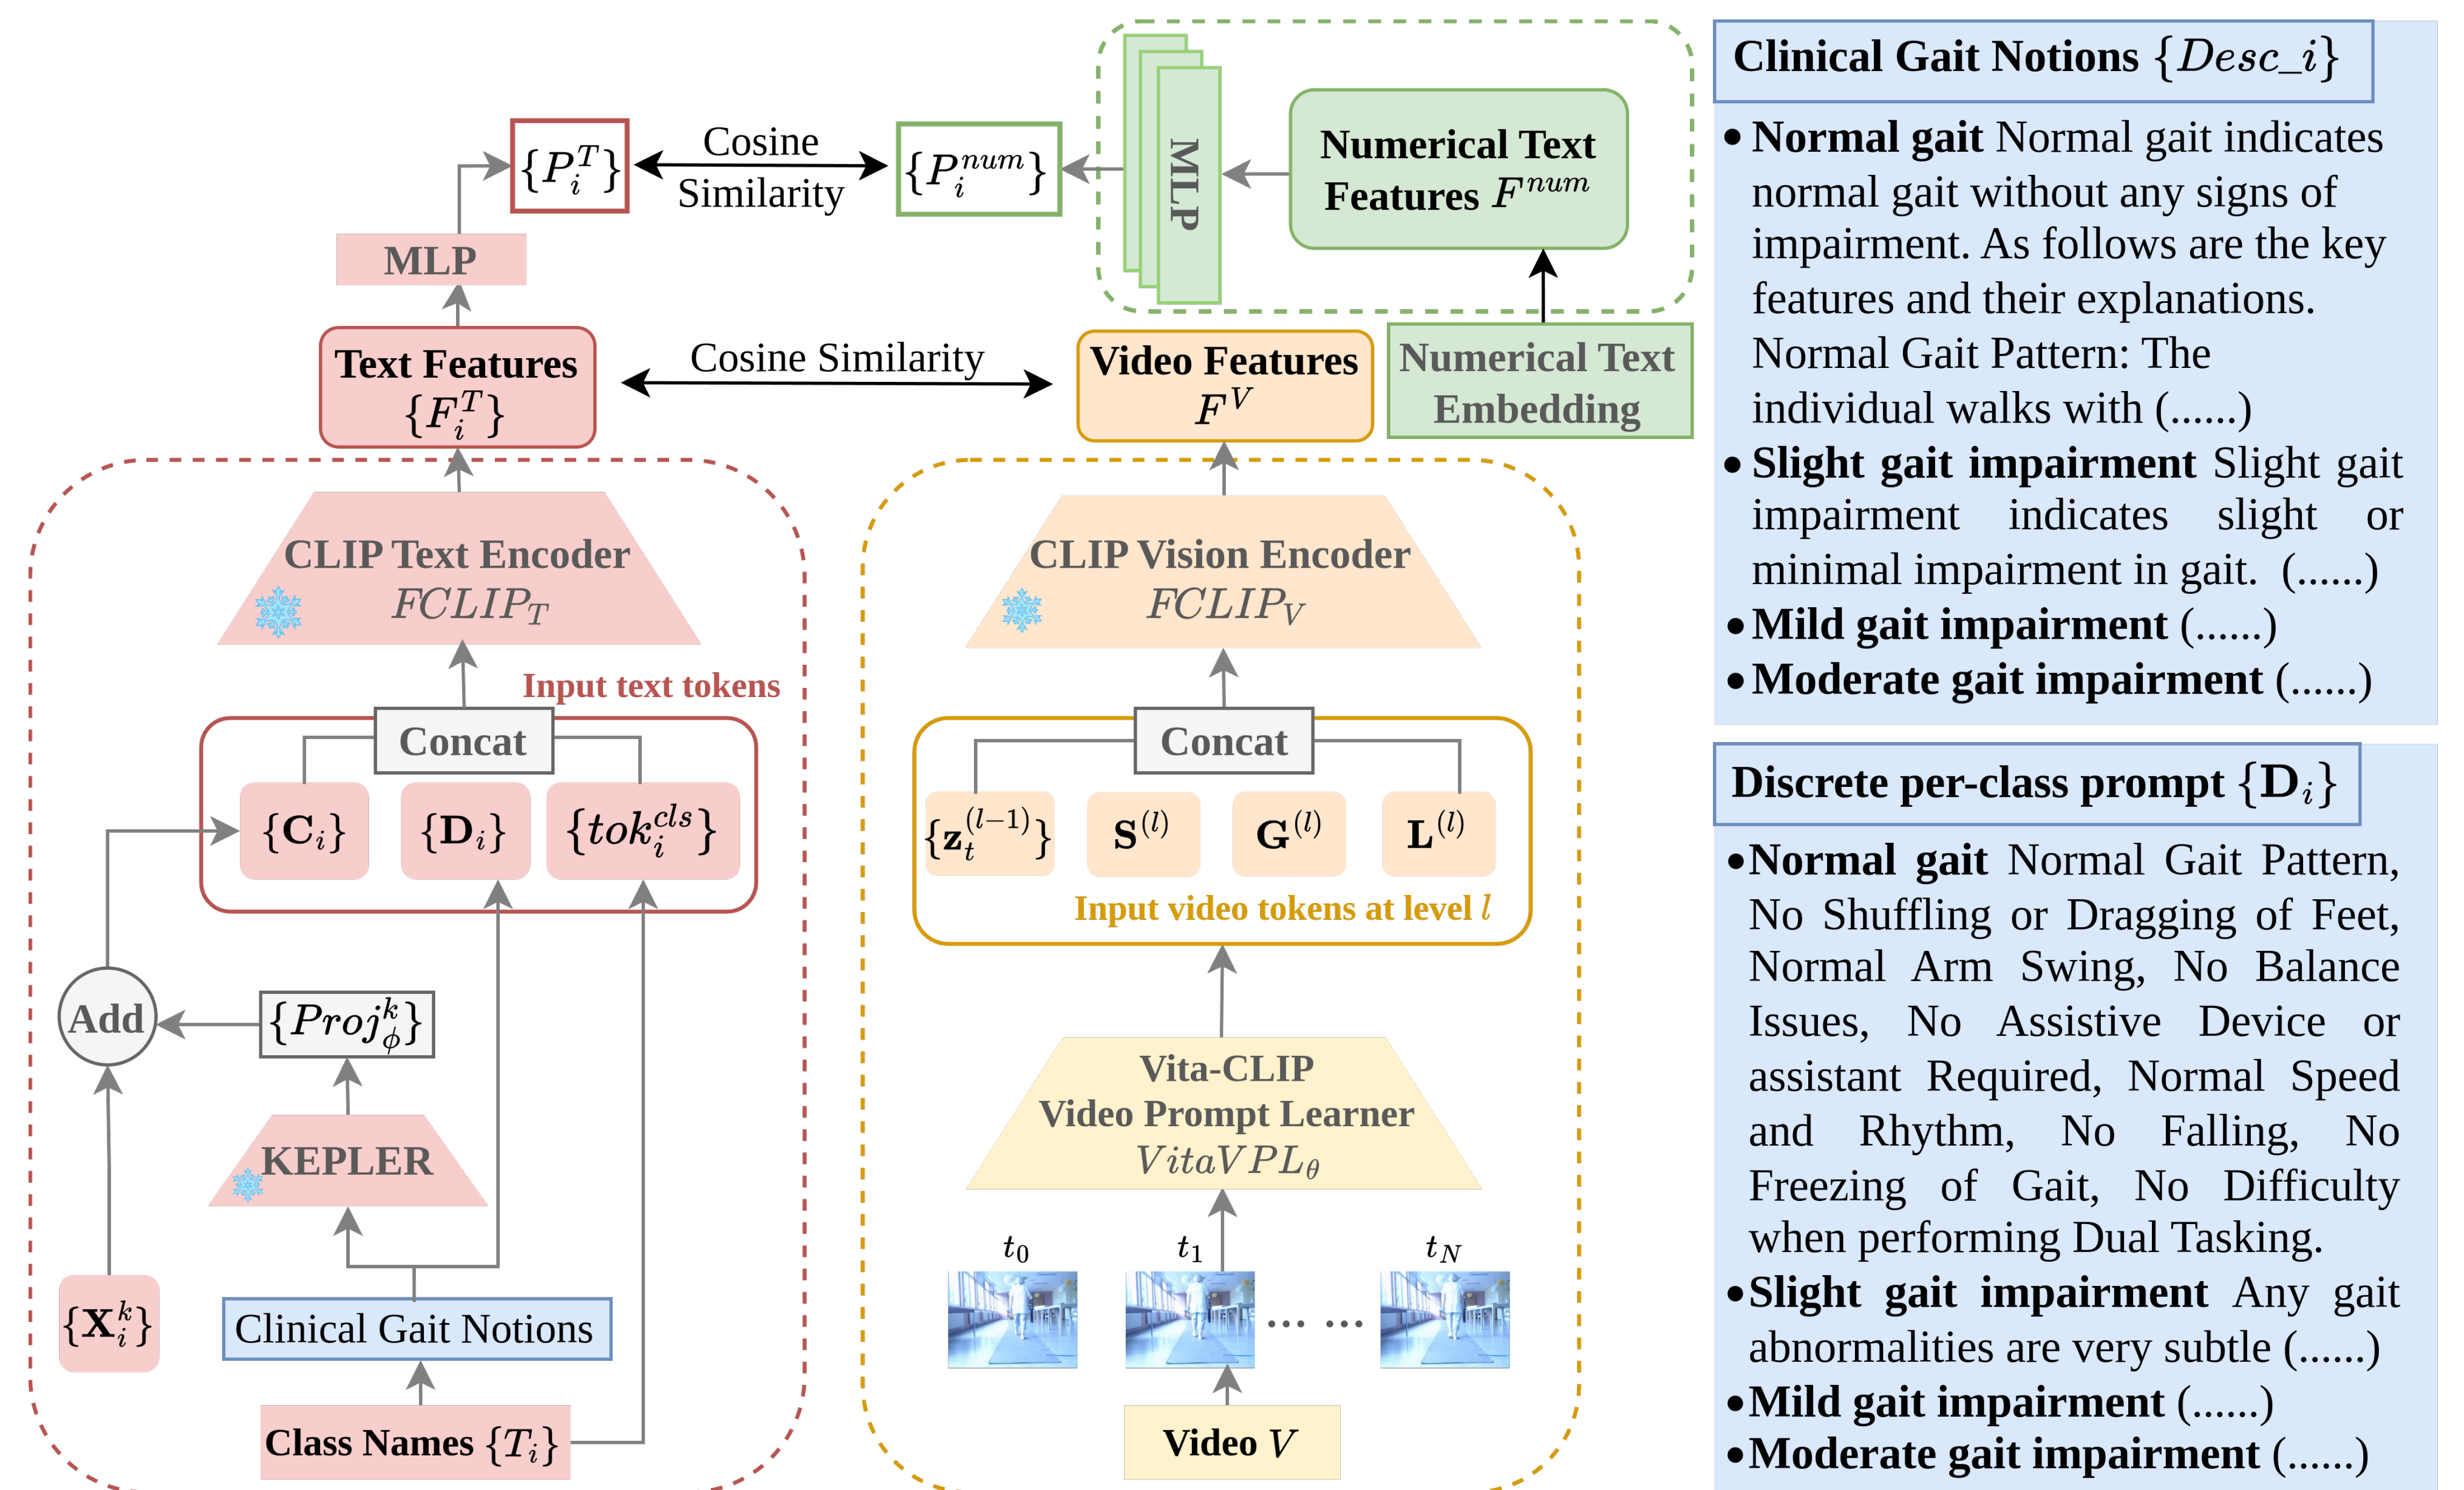 {P_i^T}
Cosine
Similarity
{P_i^{num}}
MLP
Numerical Text
Features F^{num}
MLP
Text Features
{F_i^T}
Cosine Similarity
Video Features
F^V
Numerical Text
Embedding
CLIP Text Encoder
FCLIP_T
Input text tokens
Concat
{C_i}
{D_i}
{tok_i^{cls}}
Add
{Proj_ϕ^k}
KEPLER
{X_i^k}
Clinical Gait Notions
Class Names {T_i}
CLIP Vision Encoder
FCLIP_V
Concat
{z_t^{(l-1)}}
S^{(l)}
G^{(l)}
L^{(l)}
Input video tokens at level l
Vita-CLIP
Video Prompt Learner
VitaVPL_θ
t_0
t_1
t_N
... ...
Video V
Clinical Gait Notions {Desc_i}
• Normal gait Normal gait indicates
normal gait without any signs of
impairment. As follows are the key
features and their explanations.
Normal Gait Pattern: The
individual walks with (......)
• Slight gait impairment Slight gait
impairment indicates slight or
minimal impairment in gait. (......)
• Mild gait impairment (......)
• Moderate gait impairment (......)
Discrete per-class prompt {D_i}
• Normal gait Normal Gait Pattern,
No Shuffling or Dragging of Feet,
Normal Arm Swing, No Balance
Issues, No Assistive Device or
assistant Required, Normal Speed
and Rhythm, No Falling, No
Freezing of Gait, No Difficulty
when performing Dual Tasking.
• Slight gait impairment Any gait
abnormalities are very subtle (......)
• Mild gait impairment (......)
• Moderate gait impairment (......)